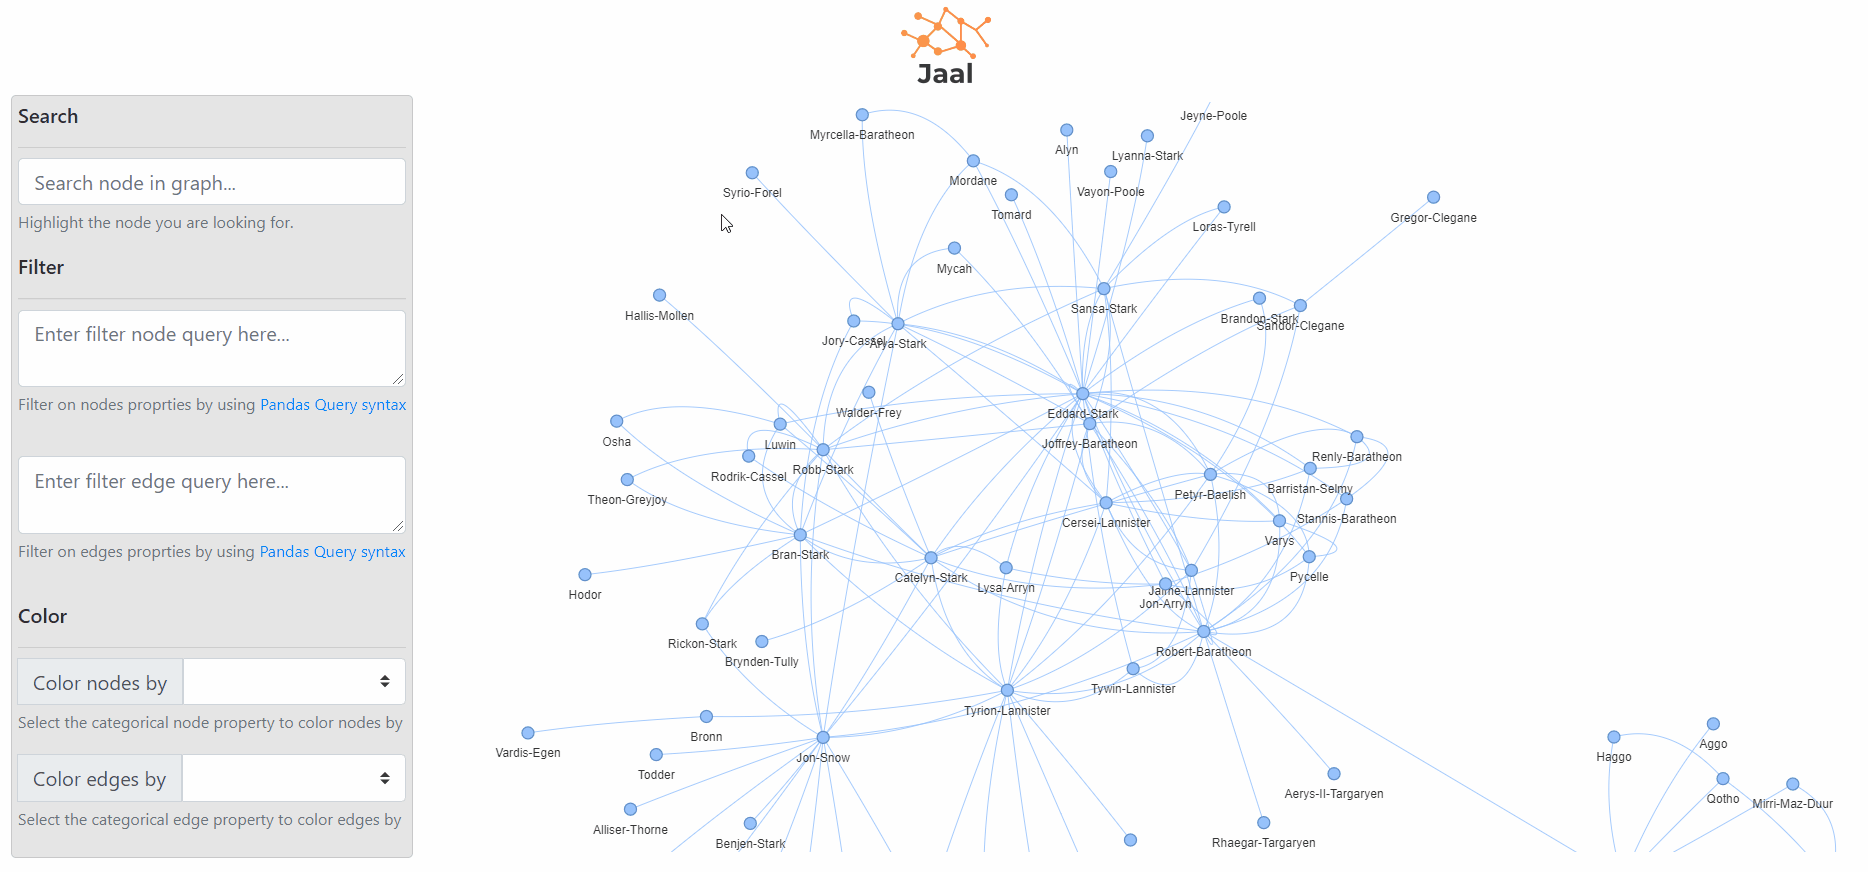 Jaal
Search
Search node in graph...
Highlight the node you are looking for.
Filter
Enter filter node query here...
Filter on nodes proprties by using Pandas Query syntax
Enter filter edge query here...
Filter on edges proprties by using Pandas Query syntax
Color
Color nodes by
Select the categorical node property to color nodes by
Color edges by
Select the categorical edge property to color edges by
Jeyne-Poole
Myrcella-Baratheon
Alyn
Lyanna-Stark
Mordane
Syrio-Forel
Vayon-Poole
Tomard
Gregor-Clegane
Loras-Tyrell
Mycah
Sansa-Stark
Hallis-Mollen
Brandon-Stark
Sandor-Clegane
Jory-Cassel
Arya-Stark
Walder-Frey
Eddard-Stark
Osha
Luwin
Joffrey-Baratheon
Renly-Baratheon
Robb-Stark
Rodrik-Cassel
Barristan-Selmy
Petyr-Baelish
Theon-Greyjoy
Stannis-Baratheon
Cersei-Lannister
Varys
Bran-Stark
Catelyn-Stark
Pycelle
Lysa-Arryn
Jaime-Lannister
Hodor
Jon-Arryn
Rickon-Stark
Robert-Baratheon
Brynden-Tully
Tywin-Lannister
Tyrion-Lannister
Bronn
Aggo
Vardis-Egen
Jon-Snow
Haggo
Todder
Aerys-II-Targaryen
Qotho
Mirri-Maz-Duur
Alliser-Thorne
Rhaegar-Targaryen
Benjen-Stark